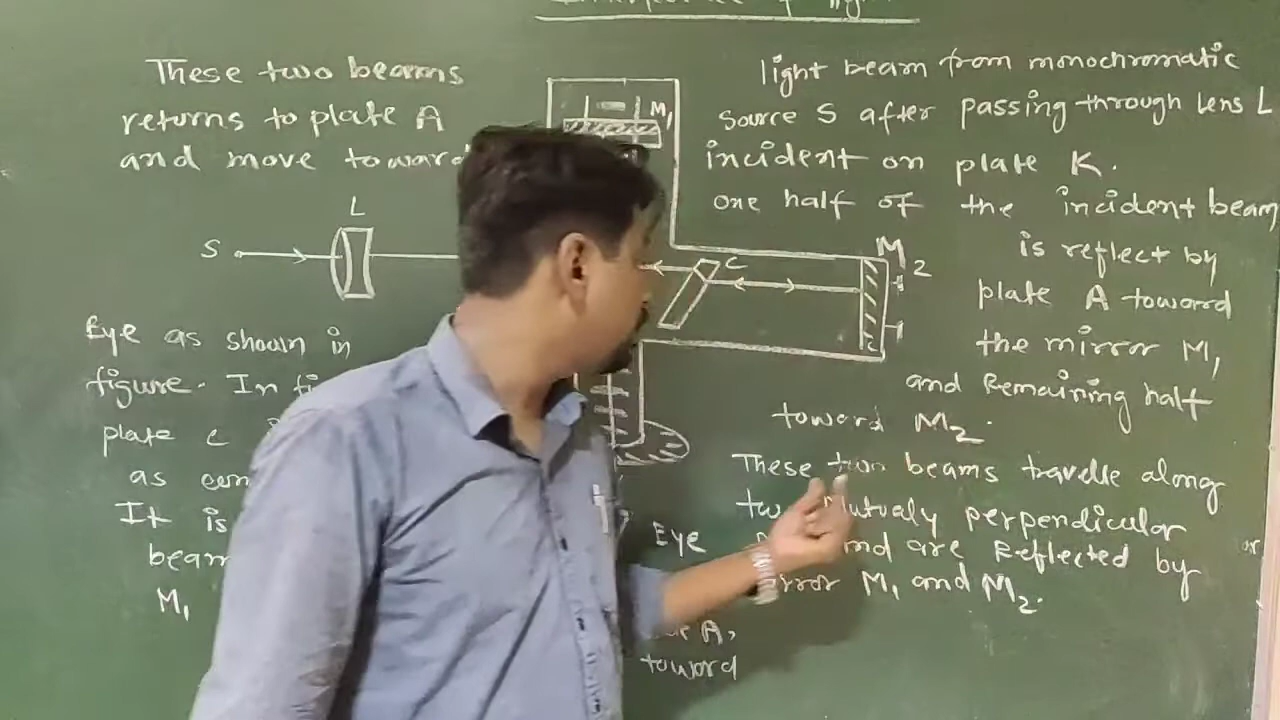 These two beams
returns to plate A
and move toward
L
S
Eye as shown in
figure. In
plate c
as com
It is
beam
M1
M1
C
M2
light beam from monochromatic
Source S after passing through lens L
incident on plate K.
one half of the incident beam
is reflect by
plate A toward
the mirror M1
and Remaining half
toward M2.
These two beams travelle along
Mutualy perpendicular
and are Reflected by
M1 and M2.
Eye
A,
toward
or